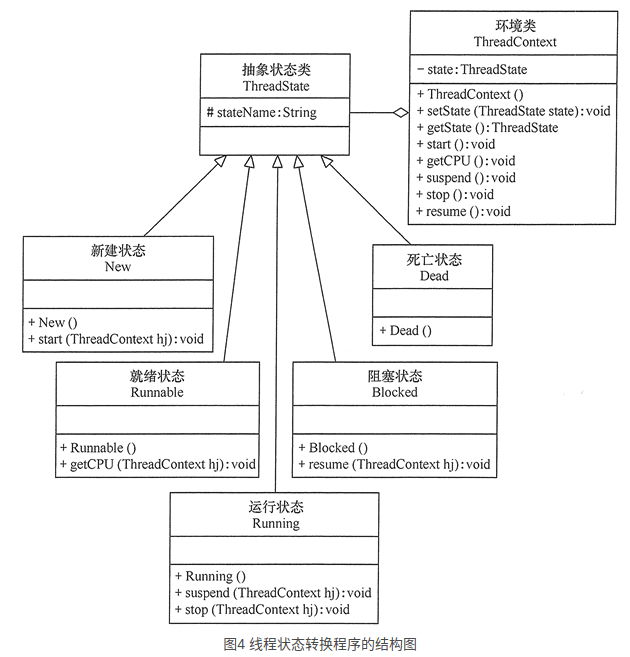 环境类
ThreadContext
− state:ThreadState
+ ThreadContext ()
+ setState (ThreadState state):void
+ getState ():ThreadState
+ start ():void
+ getCPU ():void
+ suspend ():void
+ stop ():void
+ resume ():void
抽象状态类
ThreadState
# stateName:String
新建状态
New
+ New ()
+ start (ThreadContext hj):void
死亡状态
Dead
+ Dead ()
就绪状态
Runnable
+ Runnable ()
+ getCPU (ThreadContext hj):void
阻塞状态
Blocked
+ Blocked ()
+ resume (ThreadContext hj):void
运行状态
Running
+ Running ()
+ suspend (ThreadContext hj):void
+ stop (ThreadContext hj):void
图4 线程状态转换程序的结构图